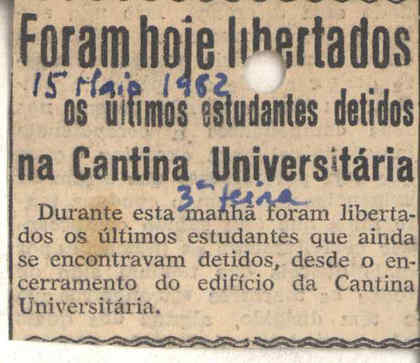 Foram hoje libertados
15 Maio 1962
os últimos estudantes detidos
na Cantina Universitária
3ª feira
Durante esta manhã foram liberta-
dos os últimos estudantes que ainda
se encontravam detidos, desde o en-
cerramento do edifício da Cantina
Universitária.